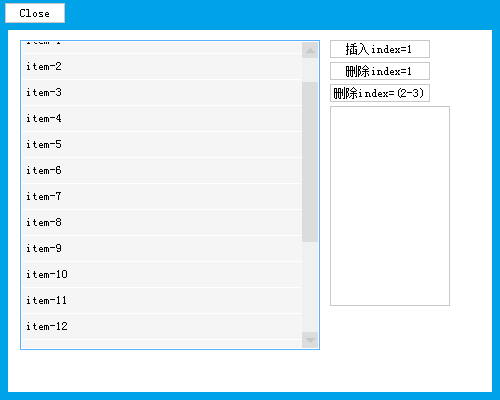 Close
item-1
item-2
item-3
item-4
item-5
item-6
item-7
item-8
item-9
item-10
item-11
item-12
插入index=1
删除index=1
删除index=(2-3)